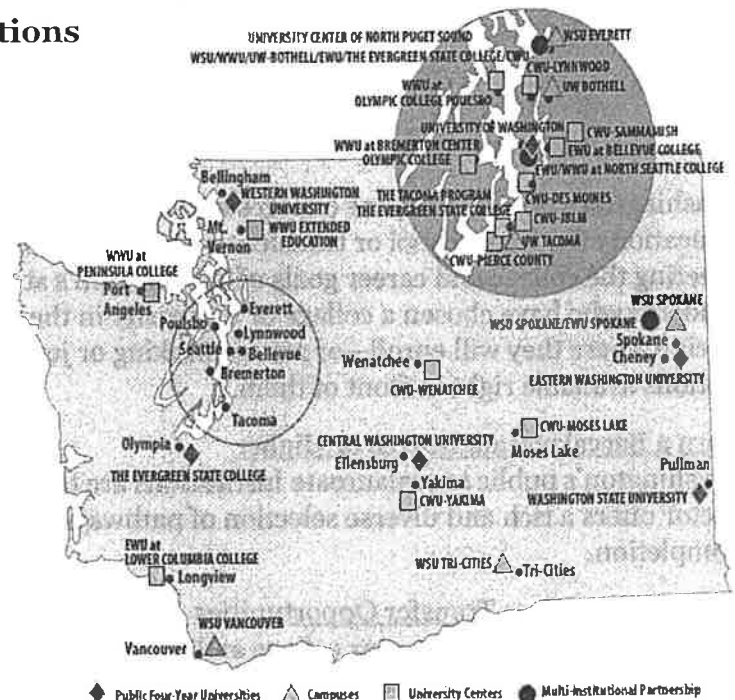 tions
UNIVERSITY CENTER OF NORTH PUGET SOUND
WSU/WWU/UW-BOTHELL/EWU/THE EVERGREEN STATE COLLEGE/CWU
WSU EVERETT
CWU-LYNNWOOD
WWU at
OLYMPIC COLLEGE POULSBO
UW BOTHELL
UNIVERSITY OF WASHINGTON
CWU-SAMMAMISH
WWU at BREMERTON CENTER
OLYMPIC COLLEGE
EWU at BELLEVUE COLLEGE
EWU/WWU at NORTH SEATTLE COLLEGE
THE TACOMA PROGRAM
THE EVERGREEN STATE COLLEGE
CWU-DES MOINES
CWU-JBLM
UW TACOMA
CWU-PIERCE COUNTY
Bellingham
WESTERN WASHINGTON
UNIVERSITY
Mt.
Vernon
WWU EXTENDED
EDUCATION
WWU at
PENINSULA COLLEGE
Port
Angeles
Everett
Poulsbo
Lynnwood
Seattle
Bellevue
Bremerton
Tacoma
WSU SPOKANE
WSU SPOKANE/EWU SPOKANE
Spokane
Cheney
EASTERN WASHINGTON UNIVERSITY
Wenatchee
CWU-WENATCHEE
CWU-MOSES LAKE
Moses Lake
Olympia
THE EVERGREEN STATE COLLEGE
CENTRAL WASHINGTON UNIVERSITY
Ellensburg
Yakima
CWU-YAKIMA
Pullman
WASHINGTON STATE UNIVERSITY
EWU at
LOWER COLUMBIA COLLEGE
Longview
WSU TRI-CITIES
Tri-Cities
WSU VANCOUVER
Vancouver
Public Four-Year Universities
Campuses
University Centers
Multi-Institutional Partnership